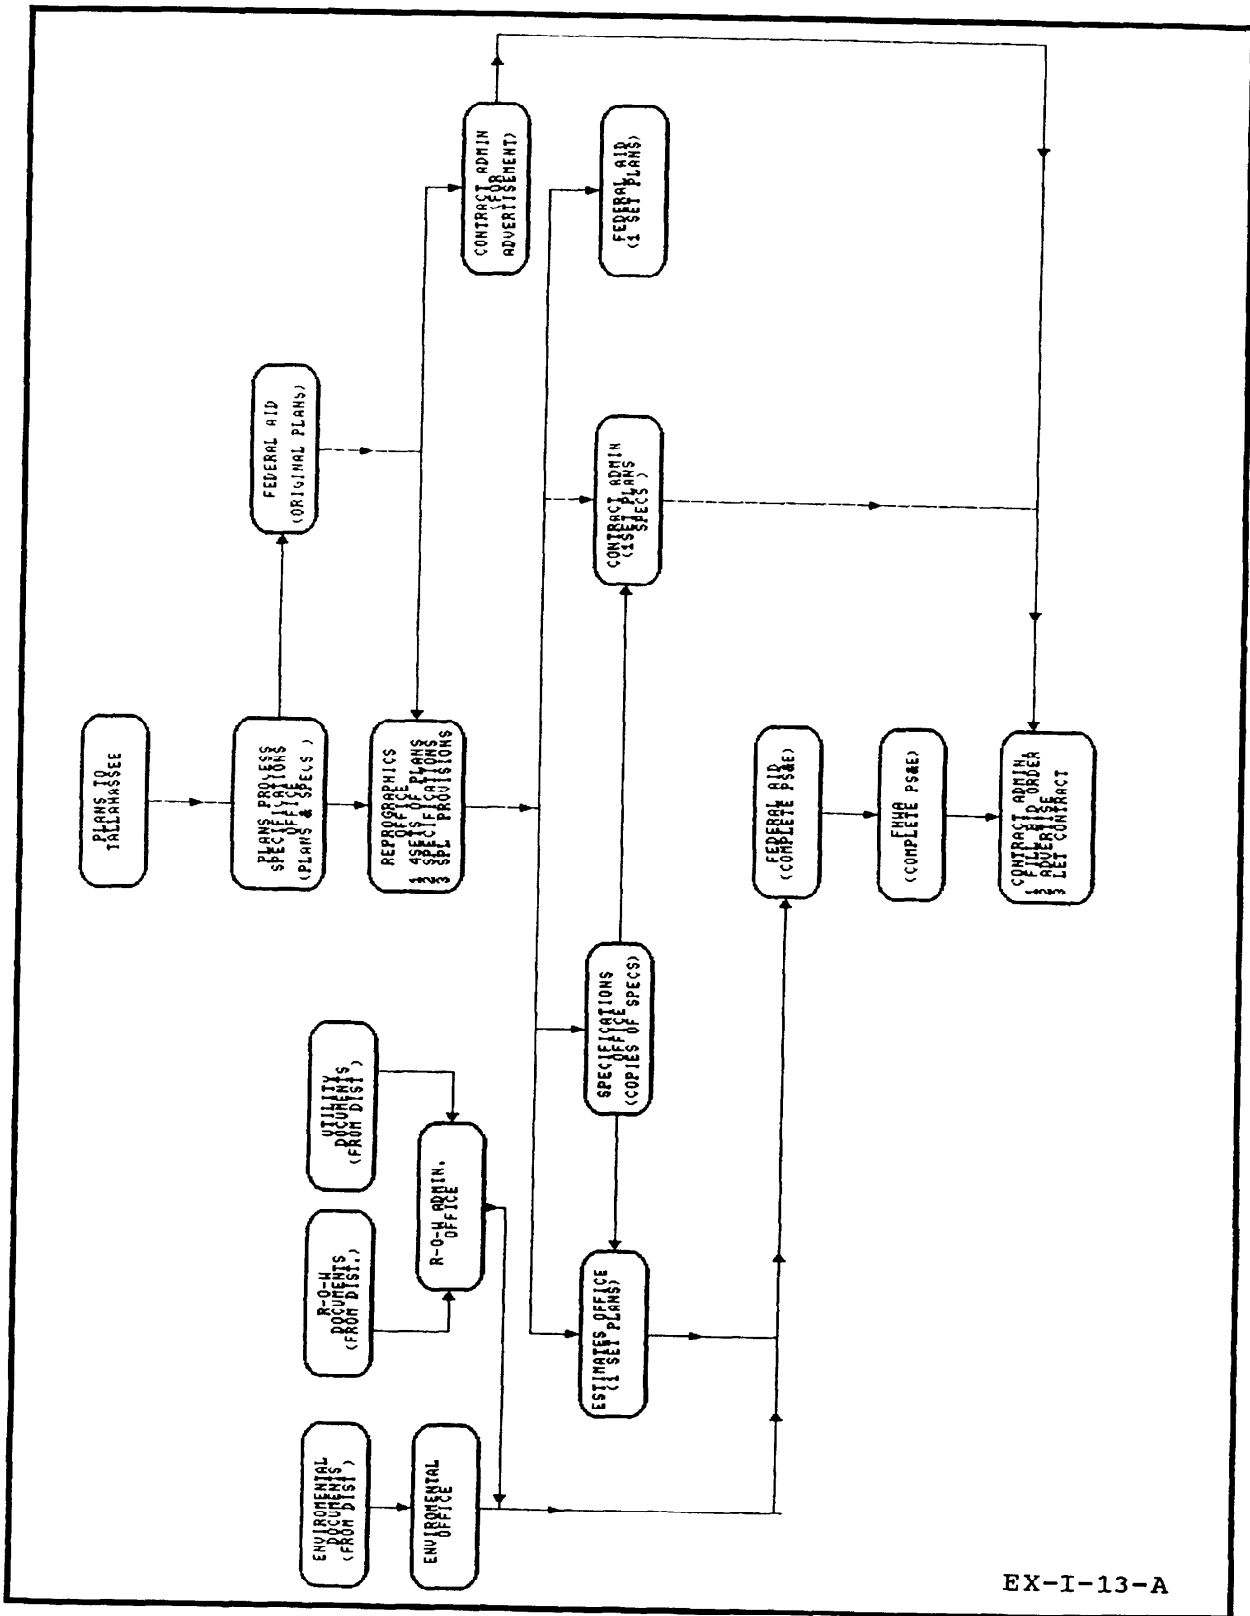 PLANS TO
TALLAHASSEE
PLANS PROCESS
SPECIFICATIONS
OFFICE
(PLANS & SPECS )
FEDERAL AID
(ORIGINAL PLANS)
REPROGRAPHICS
OFFICE
1 4SETS OF PLANS
2 SPECIFICATIONS
3 SPL PROVISIONS
CONTRACT ADMIN
(FOR
ADVERTISEMENT)
ENVIROMENTAL
DOCUMENTS
(FROM DIST )
R-O-W
DOCUMENTS
(FROM DIST.)
UTILITY
DOCUMENTS
(FROM DIST )
ENVIROMENTAL
OFFICE
R-O-W ADMIN.
OFFICE
ESTIMATES OFFICE
(1 SET PLANS)
SPECIFICATIONS
OFFICE
(COPIES OF SPECS)
CONTRACT ADMIN
(1SET PLANS
SPECS )
FEDERAL AID
(1 SET PLANS)
FEDERAL AID
(COMPLETE PS&E)
FHWA
(COMPLETE PS&E)
CONTRACT ADMIN.
1 FILL BID ORDER
2 ADVERTISE
3 LET CONTRACT
EX-I-13-A